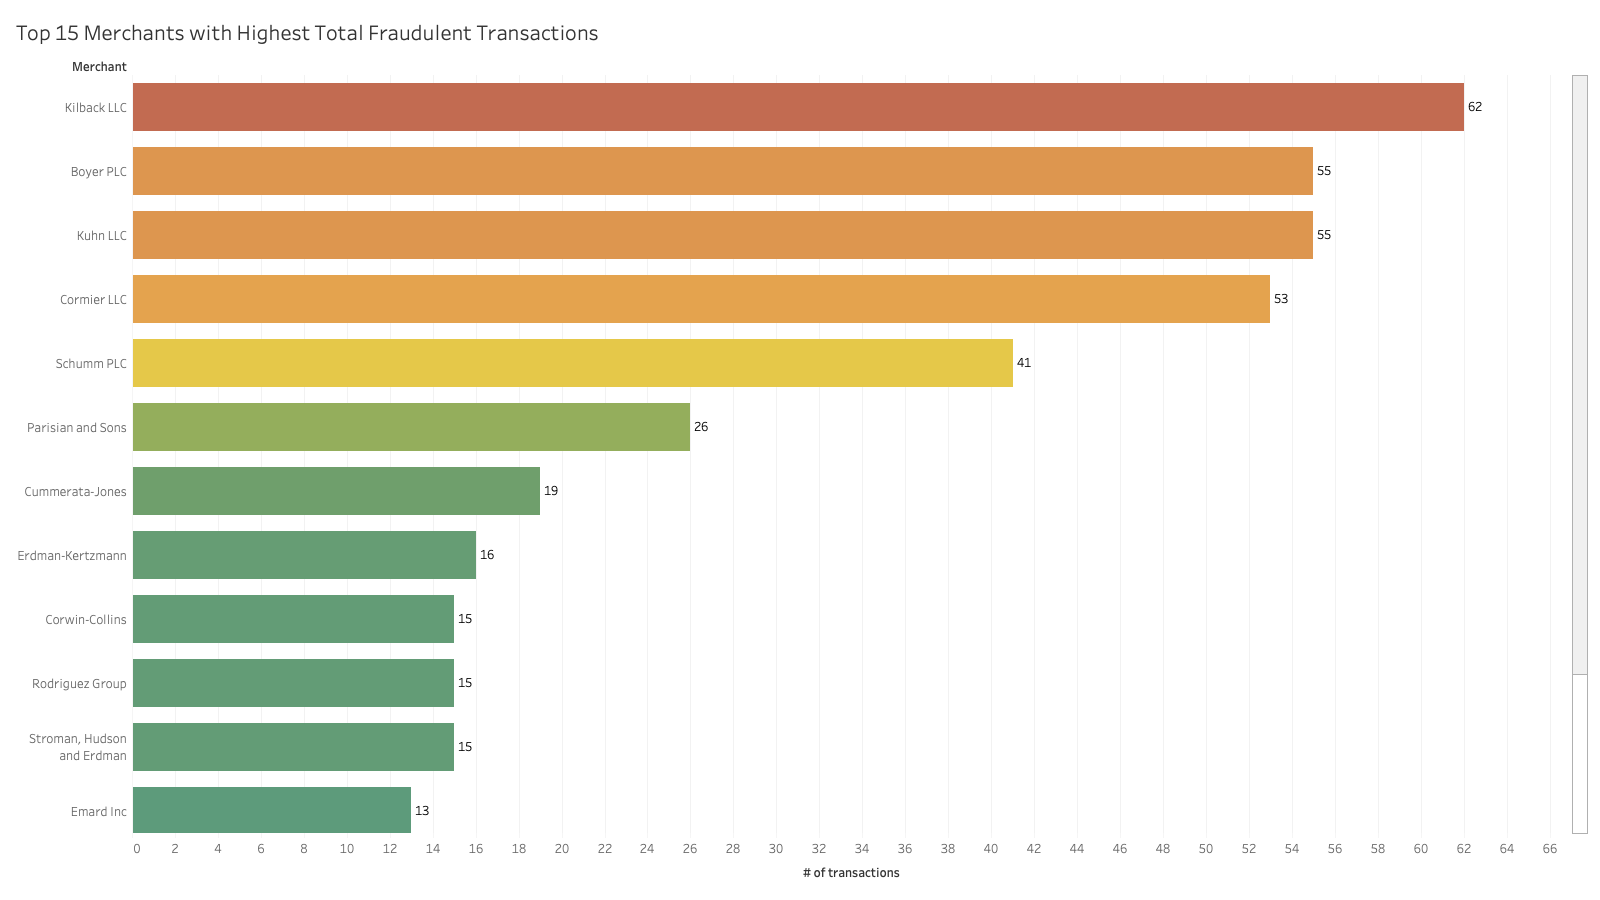 Top 15 Merchants with Highest Total Fraudulent Transactions
Merchant
Kilback LLC 62
Boyer PLC 55
Kuhn LLC 55
Cormier LLC 53
Schumm PLC 41
Parisian and Sons 26
Cummerata-Jones 19
Erdman-Kertzmann 16
Corwin-Collins 15
Rodriguez Group 15
Stroman, Hudson
and Erdman 15
Emard Inc 13
0 2 4 6 8 10 12 14 16 18 20 22 24 26 28 30 32 34 36 38 40 42 44 46 48 50 52 54 56 58 60 62 64 66
# of transactions